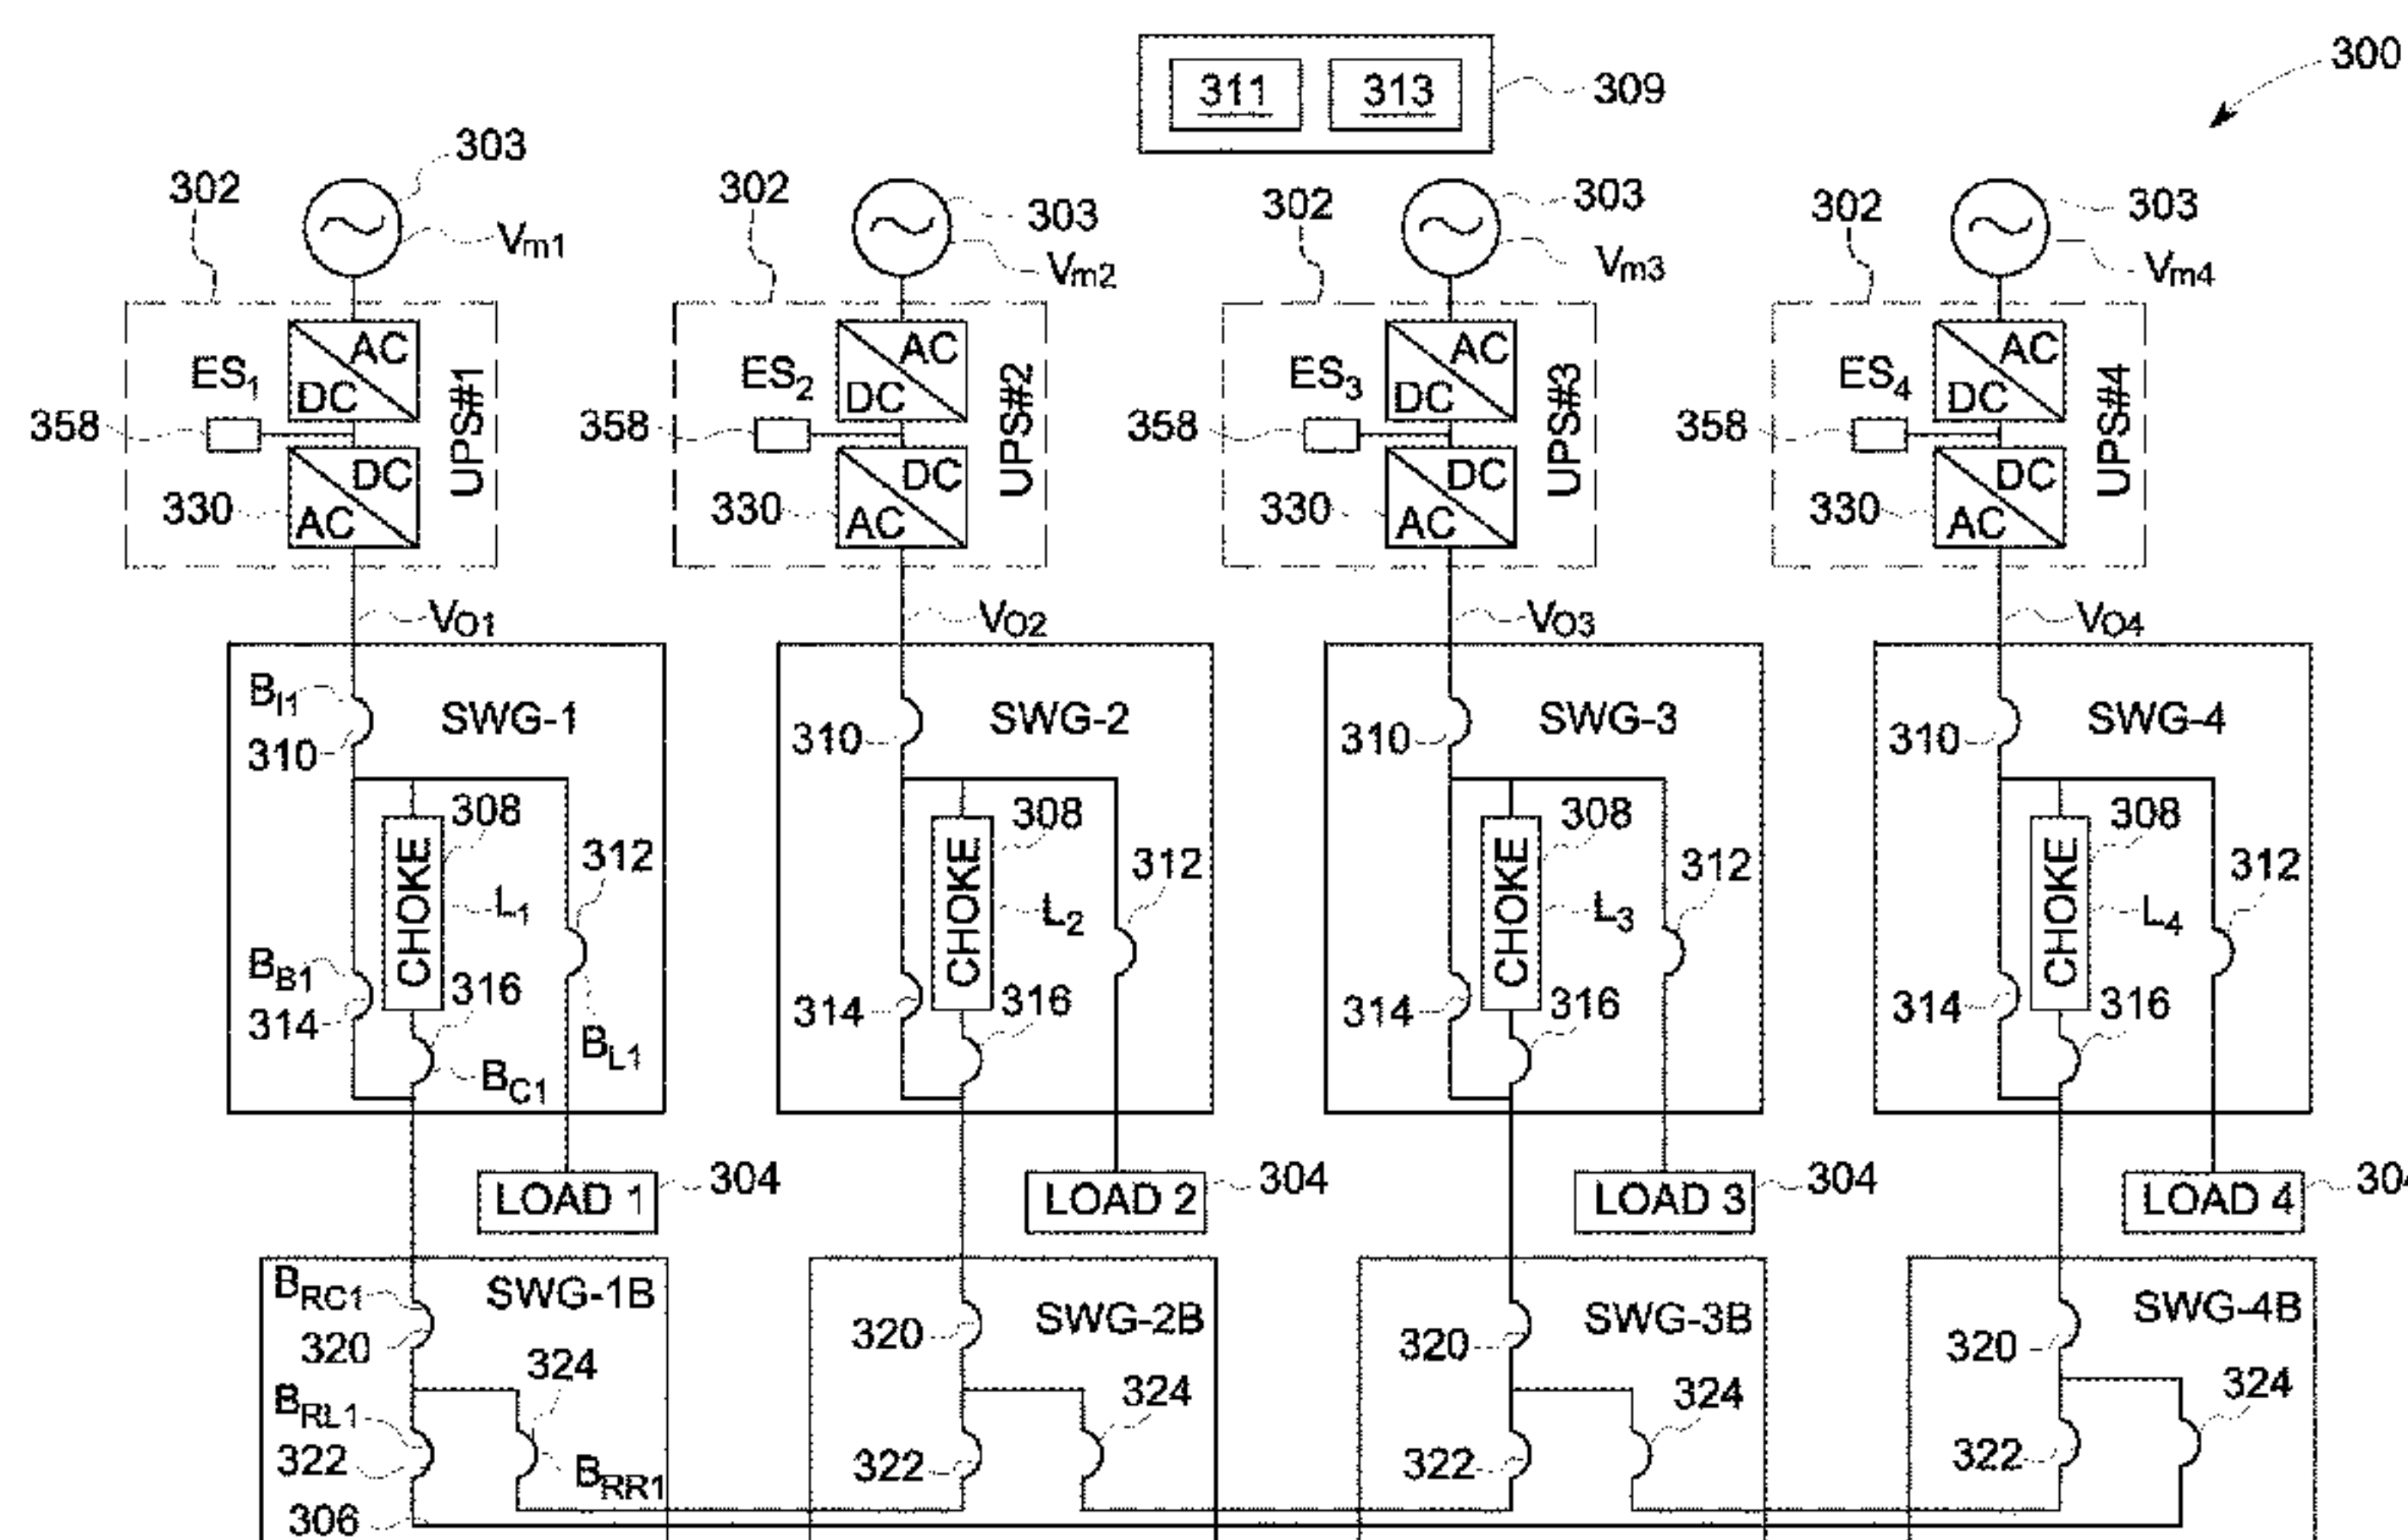 300
311 313 309
303 303 303 303
302 302 302 302
Vm1 Vm2 Vm3 Vm4
AC AC AC AC
ES1 ES2 ES3 ES4
DC DC DC DC
UPS#1 UPS#2 UPS#3 UPS#4
358 358 358 358
DC DC DC DC
330 330 330 330
AC AC AC AC
VO1 VO2 VO3 VO4
BI1 SWG-1 SWG-2 SWG-3 SWG-4
310 310 310 310
308 308 308 308
CHOKE CHOKE CHOKE CHOKE
312 312 312 312
L1 L2 L3 L4
BB1 316 316 316 316
314 314 314 314
BL1
BC1
LOAD 1 304 LOAD 2 304 LOAD 3 304 LOAD 4
BRC1 SWG-1B SWG-2B SWG-3B SWG-4B
320 320 320 320
324 324 324 324
BRL1
322 322 322 322
BRR1
306